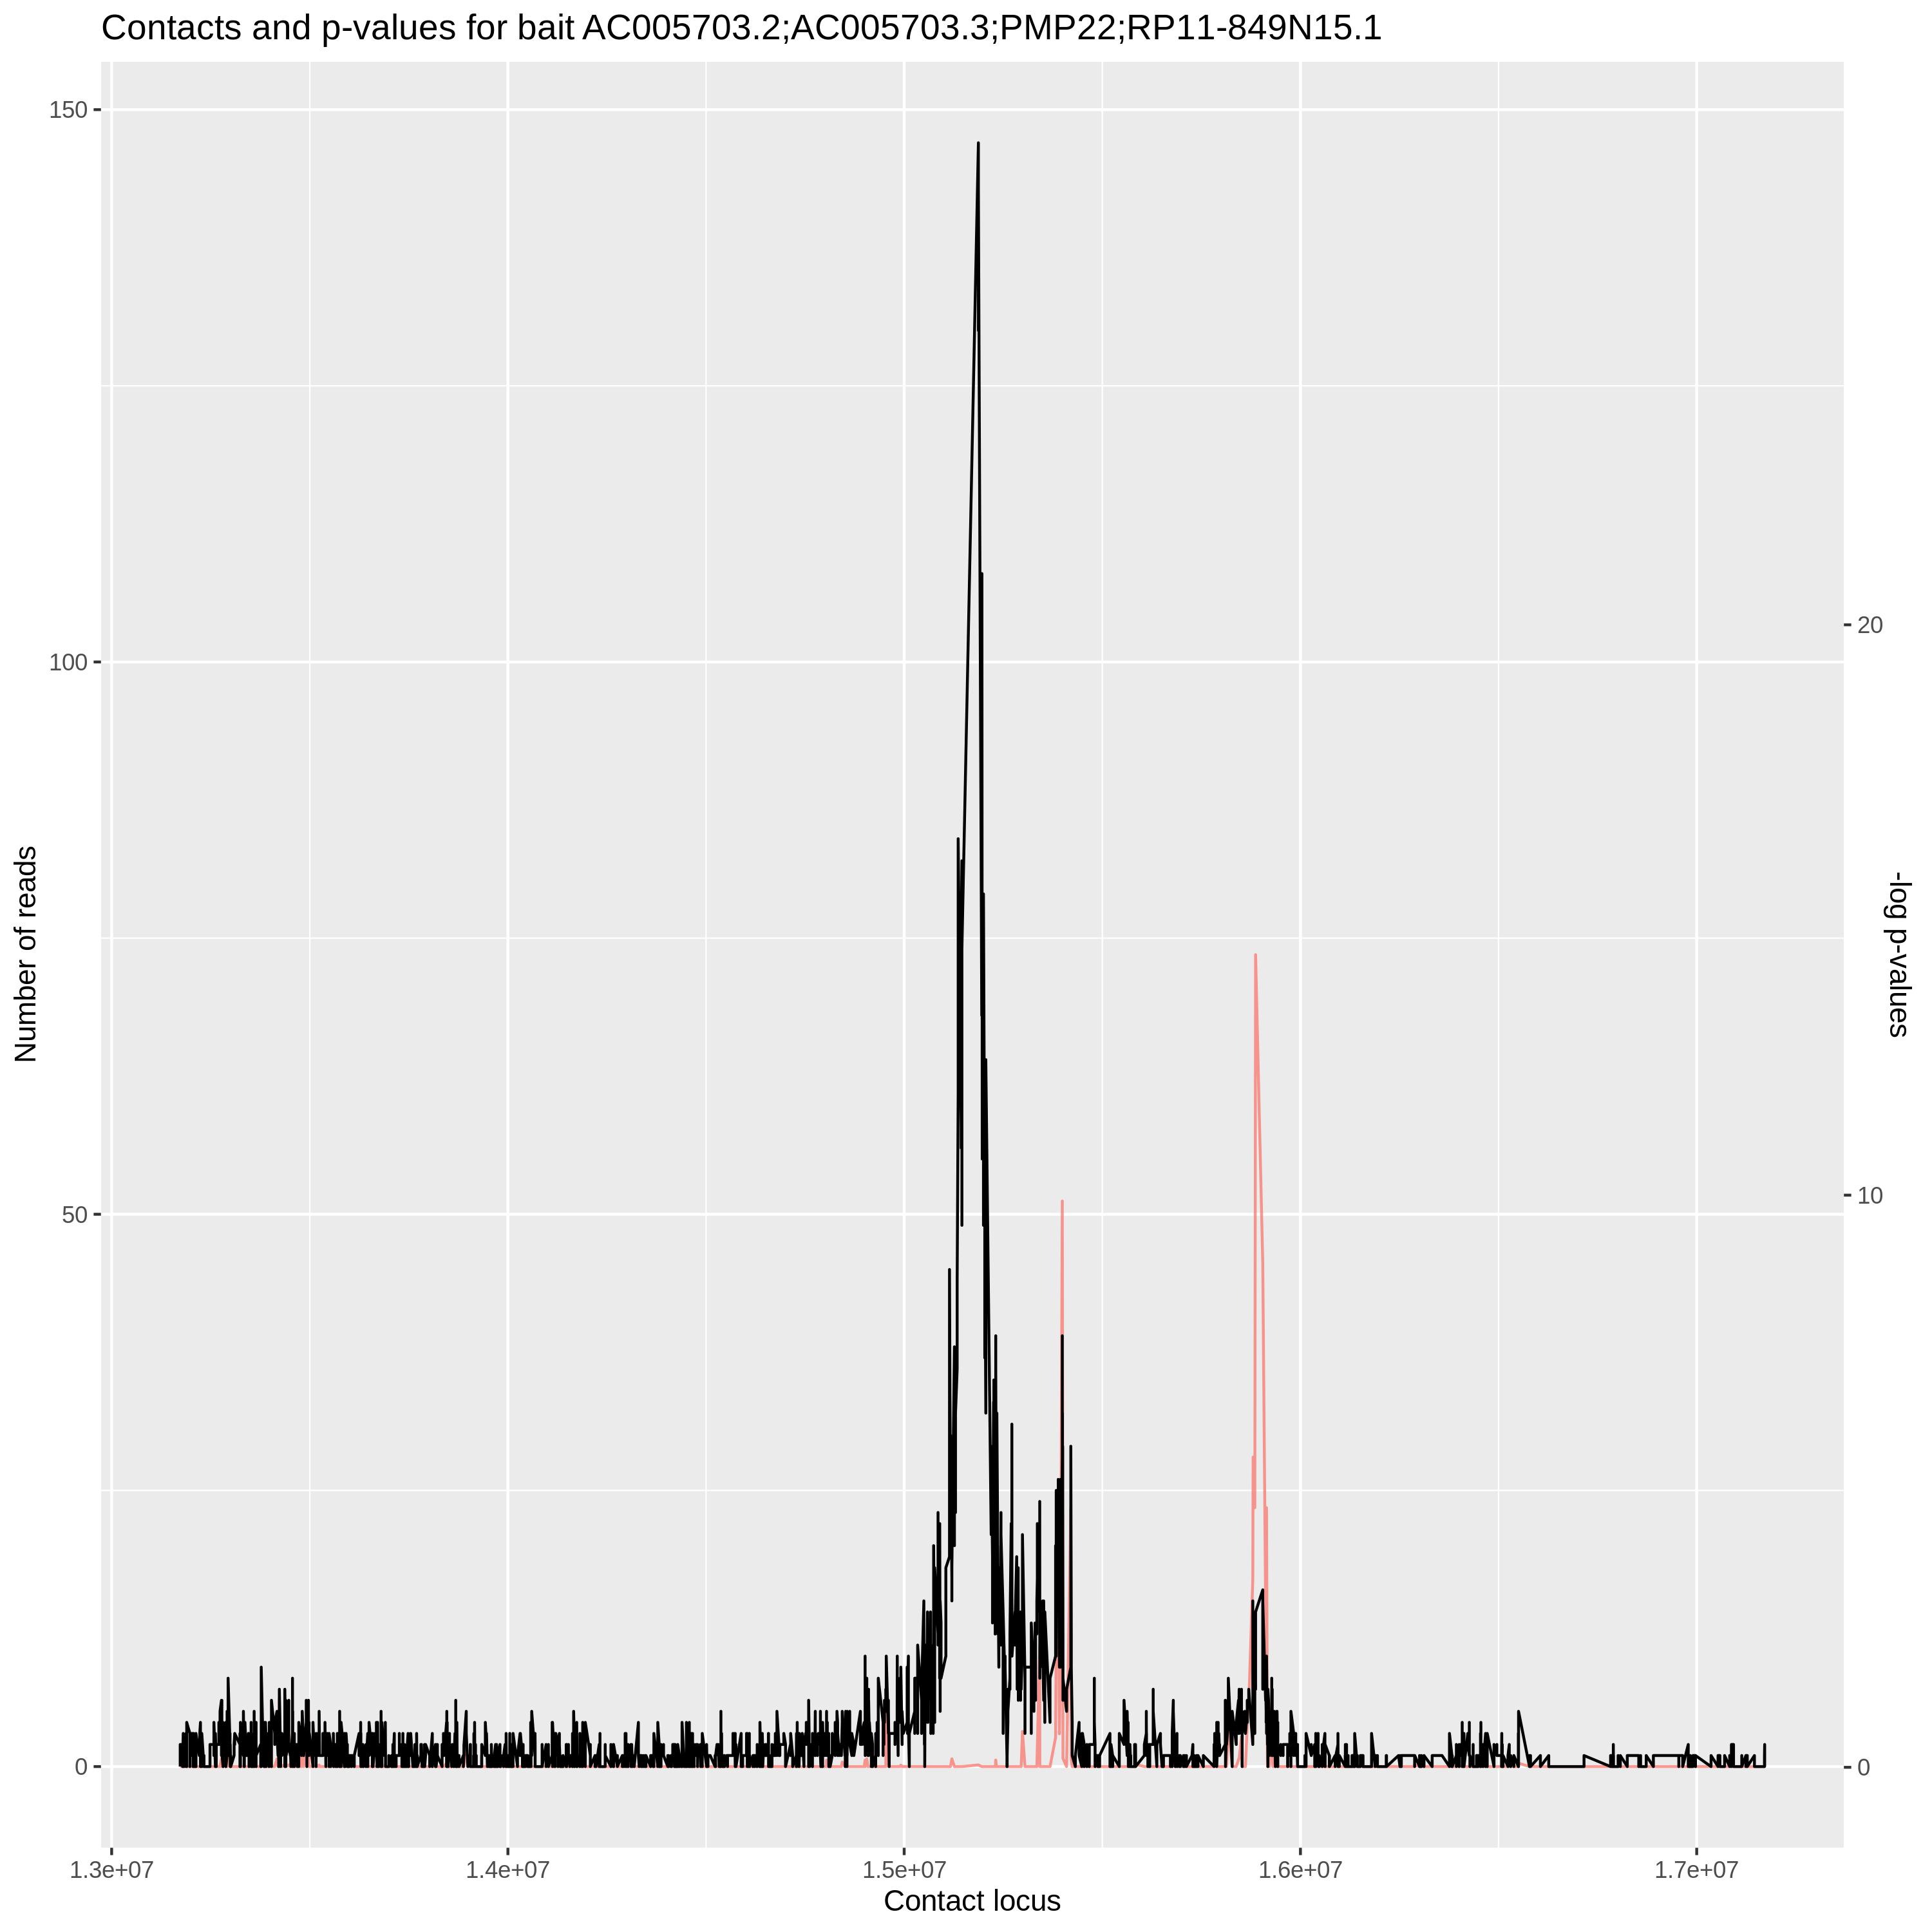 Contacts and p-values for bait AC005703.2;AC005703.3;PMP22;RP11-849N15.1
150
100
50
0
Number of reads
20
10
0
-log p-values
1.3e+07
1.4e+07
1.5e+07
1.6e+07
1.7e+07
Contact locus